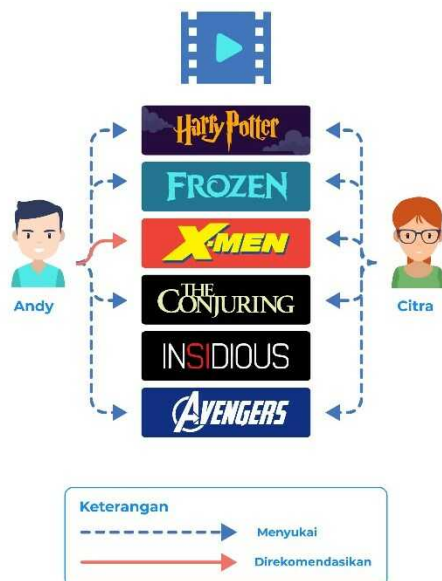 Harry Potter
FROZEN
X-MEN
THE
CONJURING
INSIDIOUS
AVENGERS
Andy
Citra
Keterangan
Menyukai
Direkomendasikan